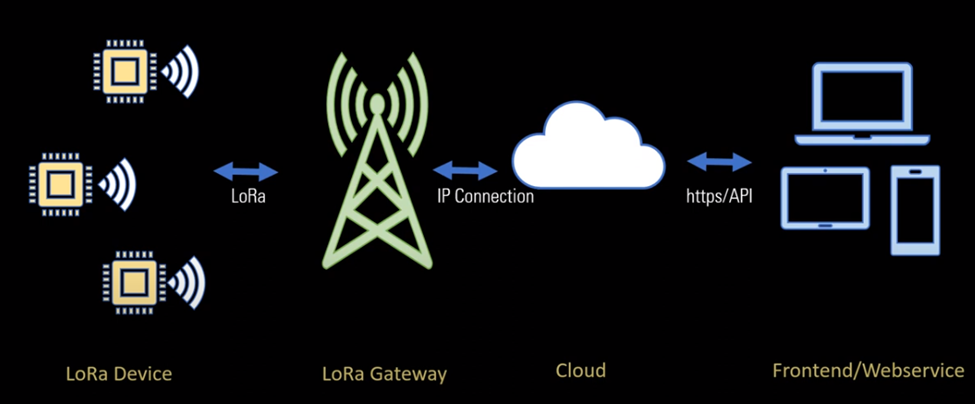 LoRa
IP Connection
https/API
LoRa Device
LoRa Gateway
Cloud
Frontend/Webservice